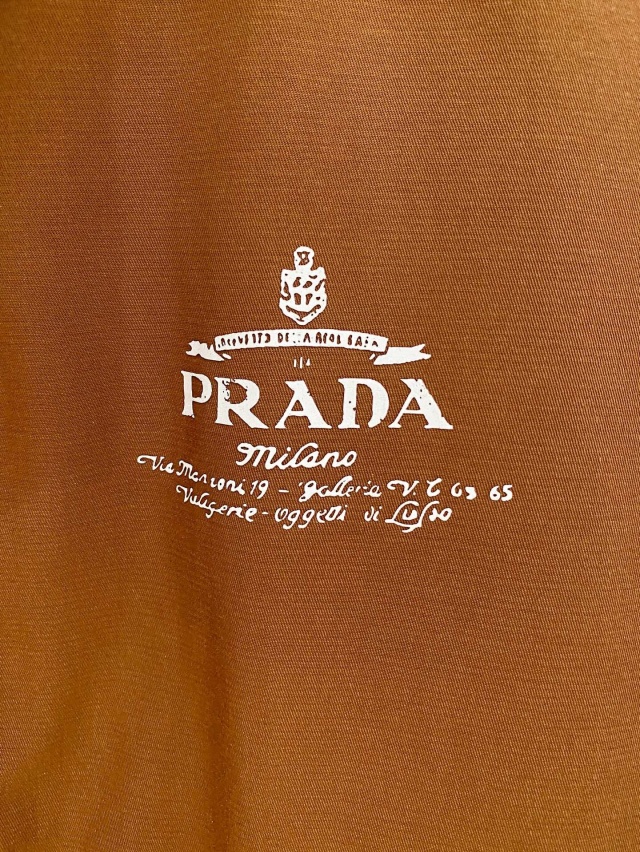 PRADA
Milano
Via Manzoni 19 - Galleria V. E 63 65
Valigerie - Oggetti di Lusso